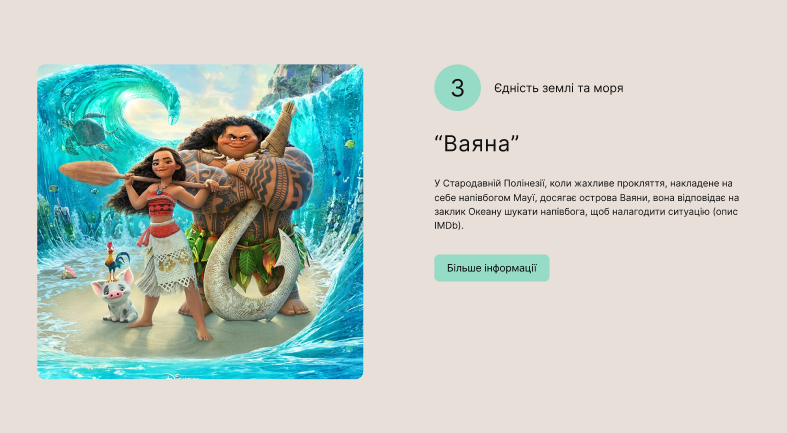 3
Єдність землі та моря
“Ваяна”
У Стародавній Полінезії, коли жахливе прокляття, накладене на
себе напівбогом Мауї, досягає острова Ваяни, вона відповідає на
заклик Океану шукати напівбога, щоб налагодити ситуацію (опис
IMDb).
Більше інформації